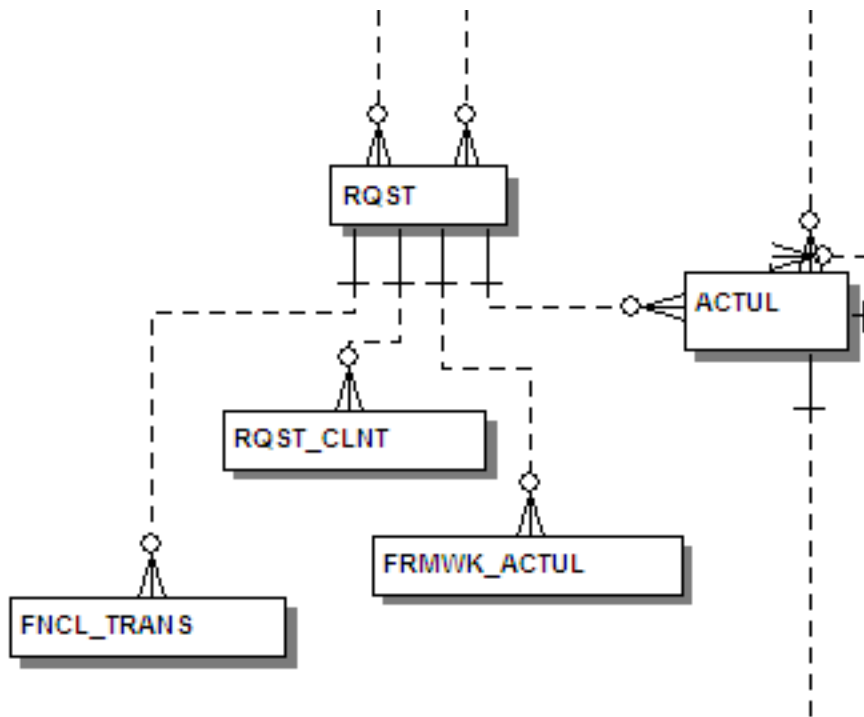 RQST
ACTUL
RQST_CLNT
FRMWK_ACTUL
FNCL_TRANS